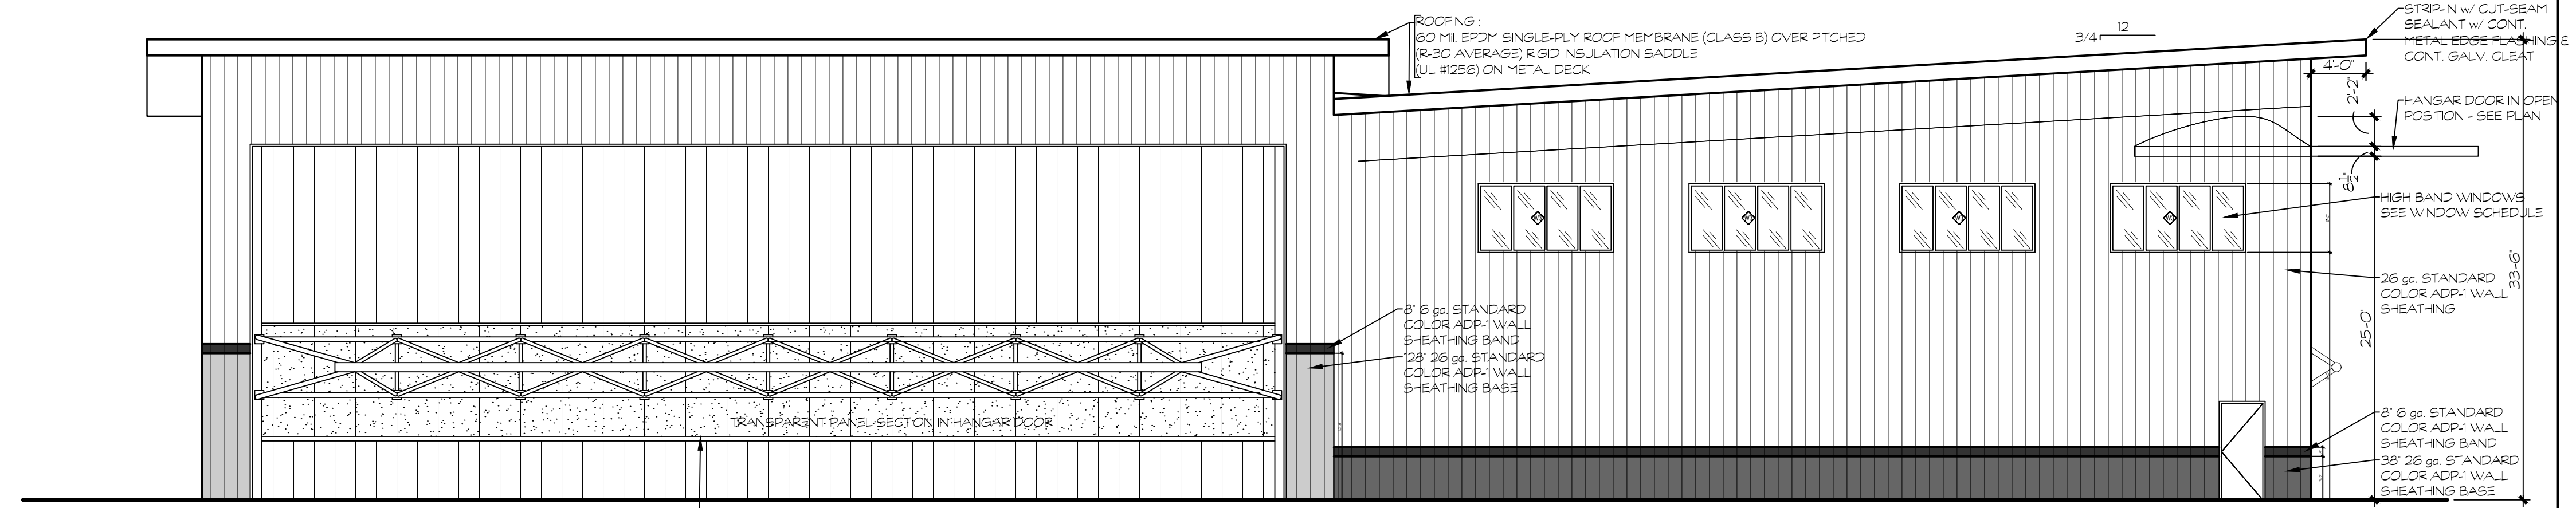 ROOFING :
60 Mil. EPDM SINGLE-PLY ROOF MEMBRANE (CLASS B) OVER PITCHED
(R-30 AVERAGE) RIGID INSULATION SADDLE
(UL #1256) ON METAL DECK
12
3/4
STRIP-IN w/ CUT-SEAM
SEALANT w/ CONT.
METAL EDGE FLASHING &
CONT. GALV. CLEAT
4'-0"
2'-2"
HANGAR DOOR IN OPEN
POSITION - SEE PLAN
8 1/2"
HIGH BAND WINDOWS
SEE WINDOW SCHEDULE
26 ga. STANDARD
COLOR ADP-1 WALL
SHEATHING
33'-6"
25'-0"
8" 6 ga. STANDARD
COLOR ADP-1 WALL
SHEATHING BAND
128" 26 ga. STANDARD
COLOR ADP-1 WALL
SHEATHING BASE
TRANSPARENT PANEL SECTION IN HANGAR DOOR
8" 6 ga. STANDARD
COLOR ADP-1 WALL
SHEATHING BAND
38" 26 ga. STANDARD
COLOR ADP-1 WALL
SHEATHING BASE